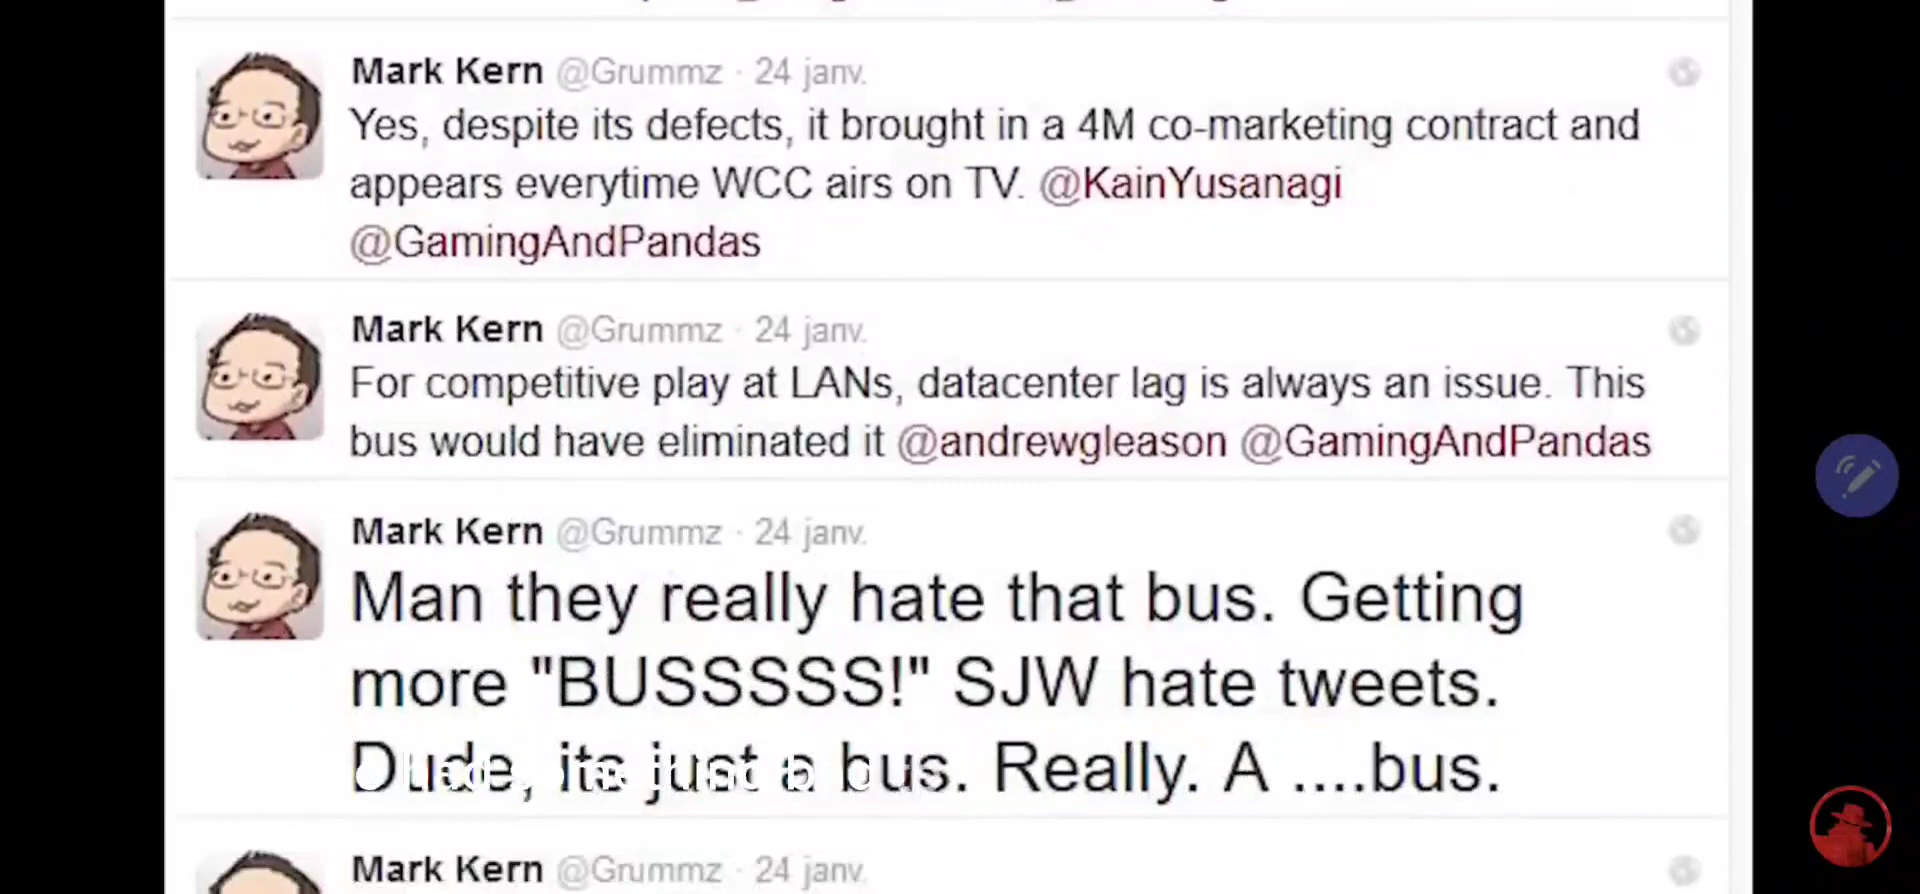 Mark Kern @Grummz · 24 janv.
Yes, despite its defects, it brought in a 4M co-marketing contract and
appears everytime WCC airs on TV. @KainYusanagi
@GamingAndPandas
Mark Kern @Grummz · 24 janv.
For competitive play at LANs, datacenter lag is always an issue. This
bus would have eliminated it @andrewgleason @GamingAndPandas
Mark Kern @Grummz · 24 janv.
Man they really hate that bus. Getting
more "BUSSSSS!" SJW hate tweets.
Dude, its just a bus. Really. A ....bus.
Mark Kern @Grummz · 24 janv.